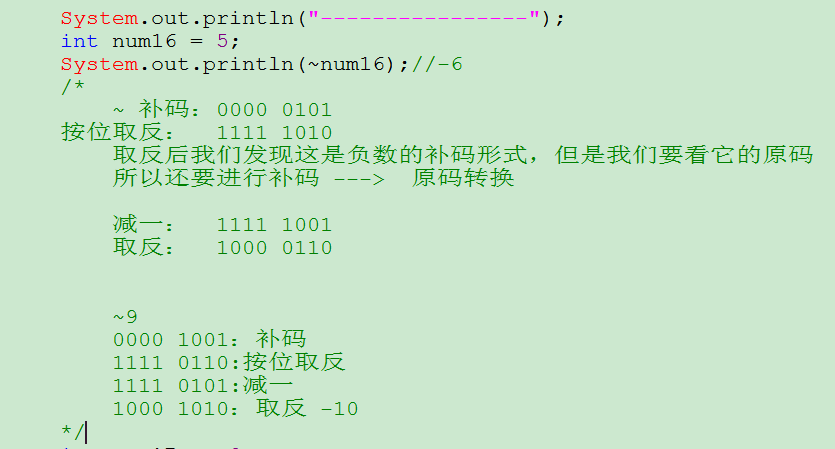 System.out.println("----------------");
int num16 = 5;
System.out.println(~num16);//-6
/*
~ 补码：0000 0101
按位取反： 1111 1010
取反后我们发现这是负数的补码形式，但是我们要看它的原码
所以还要进行补码 ---> 原码转换
减一： 1111 1001
取反： 1000 0110
~9
0000 1001：补码
1111 0110:按位取反
1111 0101:减一
1000 1010：取反 -10
*/